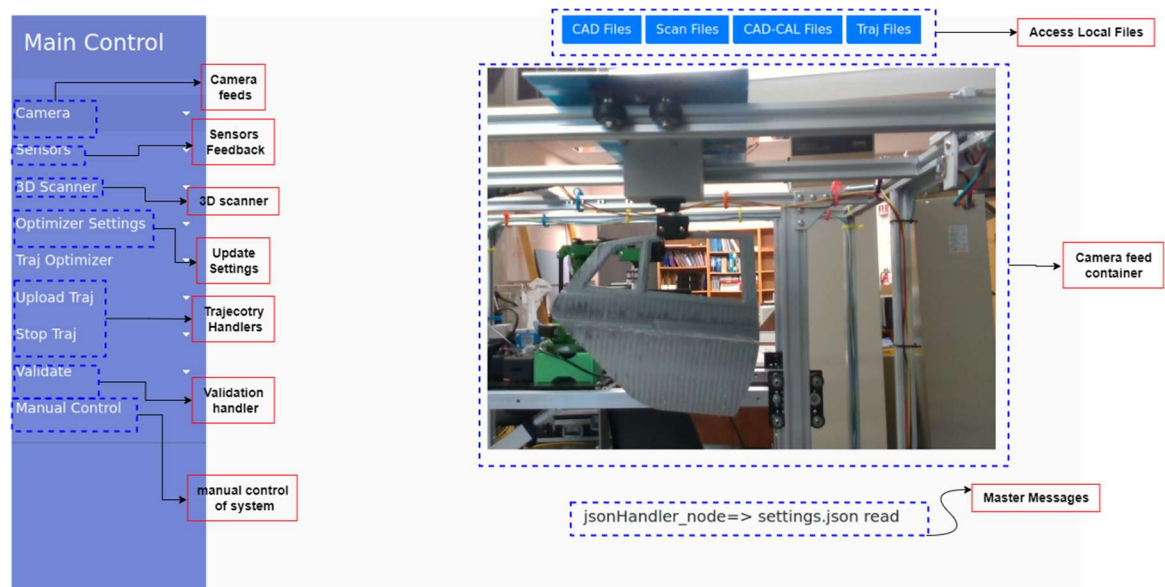 Main Control
Camera
Sensors
3D Scanner
Optimizer Settings
Traj Optimizer
Upload Traj
Stop Traj
Validate
Manual Control
Camera
feeds
Sensors
Feedback
3D scanner
Update
Settings
Trajecotry
Handlers
Validation
handler
manual control
of system
CAD Files
Scan Files
CAD-CAL Files
Traj Files
Access Local Files
Camera feed
container
jsonHandler_node=> settings.json read
Master Messages